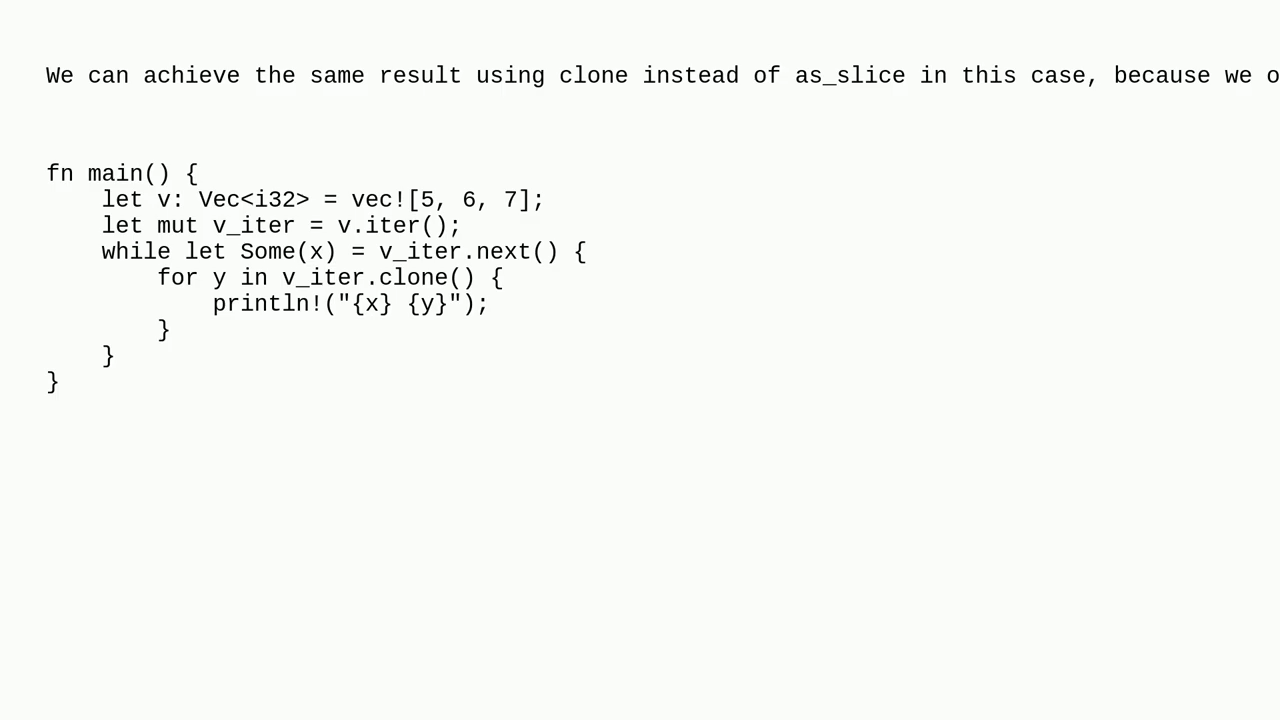 We can achieve the same result using clone instead of as_slice in this case, because we
fn main() {
    let v: Vec<i32> = vec![5, 6, 7];
    let mut v_iter = v.iter();
    while let Some(x) = v_iter.next() {
        for y in v_iter.clone() {
            println!("{x} {y}");
        }
    }
}